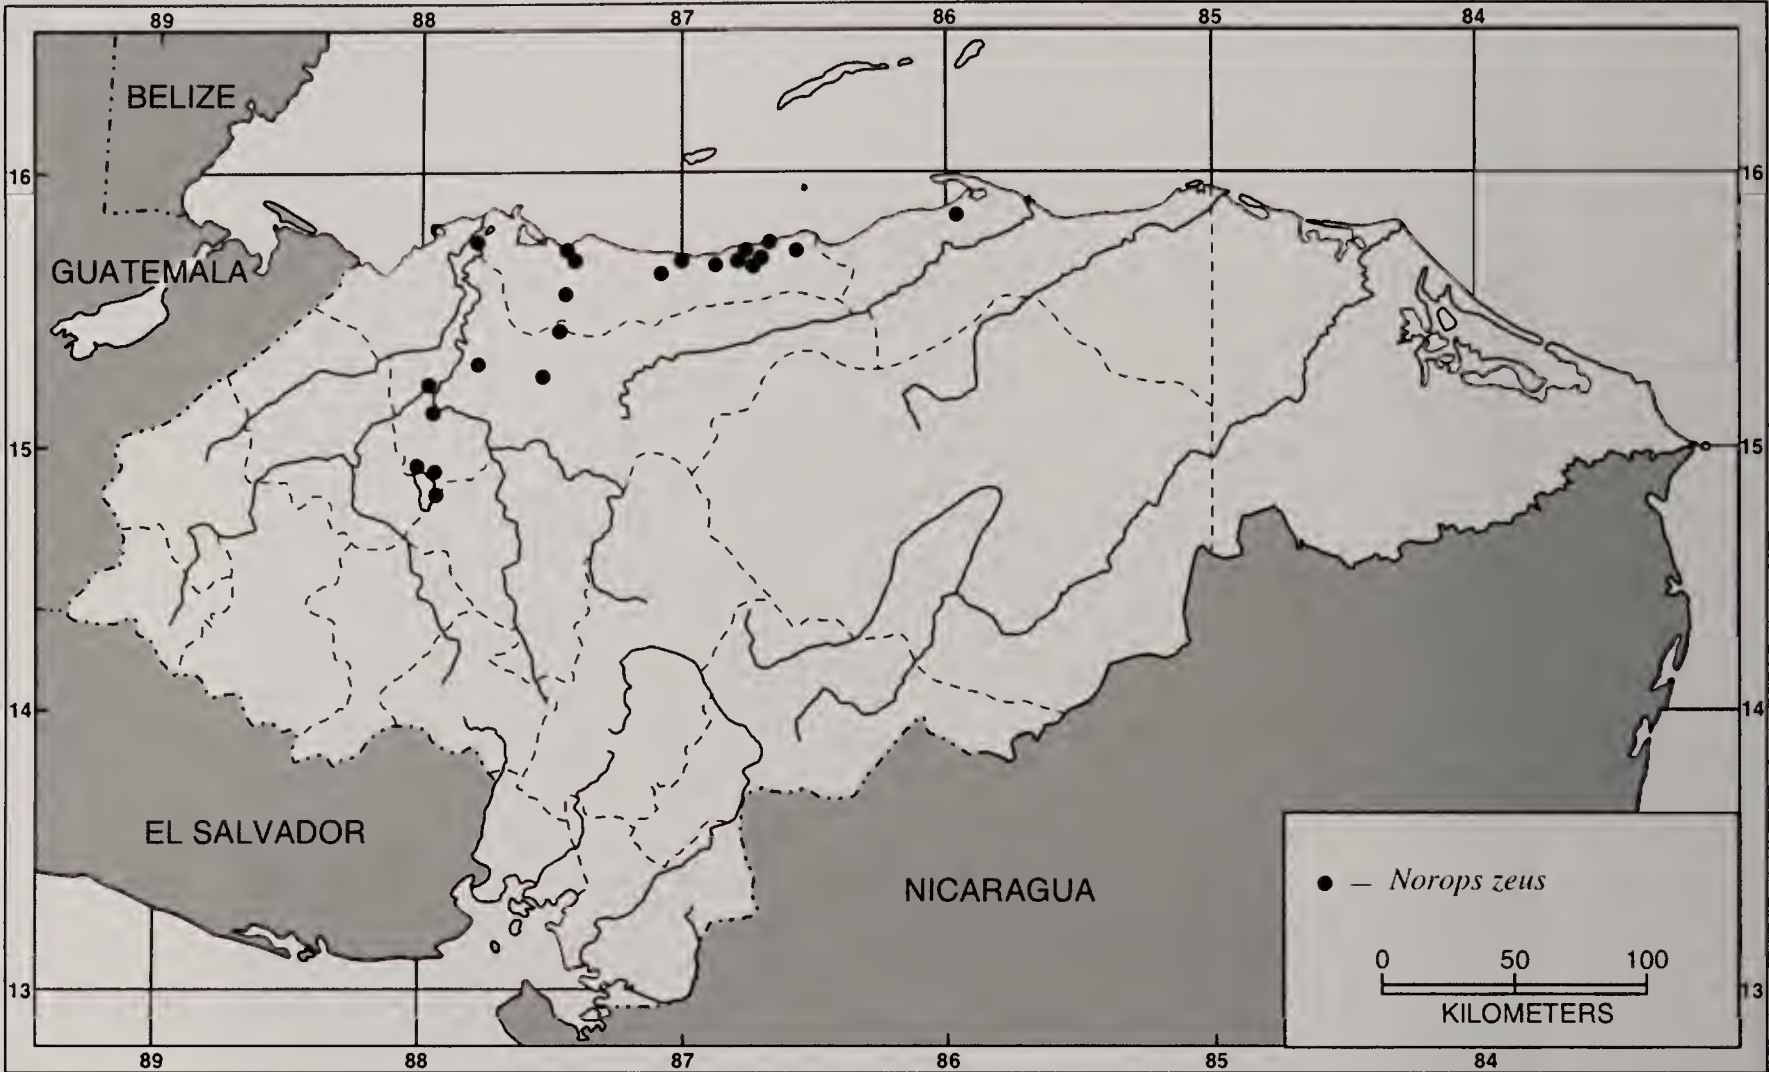 89 88 87 86 85 84
BELIZE
16 16
GUATEMALA
15 15
14 14
EL SALVADOR
NICARAGUA
● – Norops zeus
0 50 100
KILOMETERS
13 13
89 88 87 86 85 84